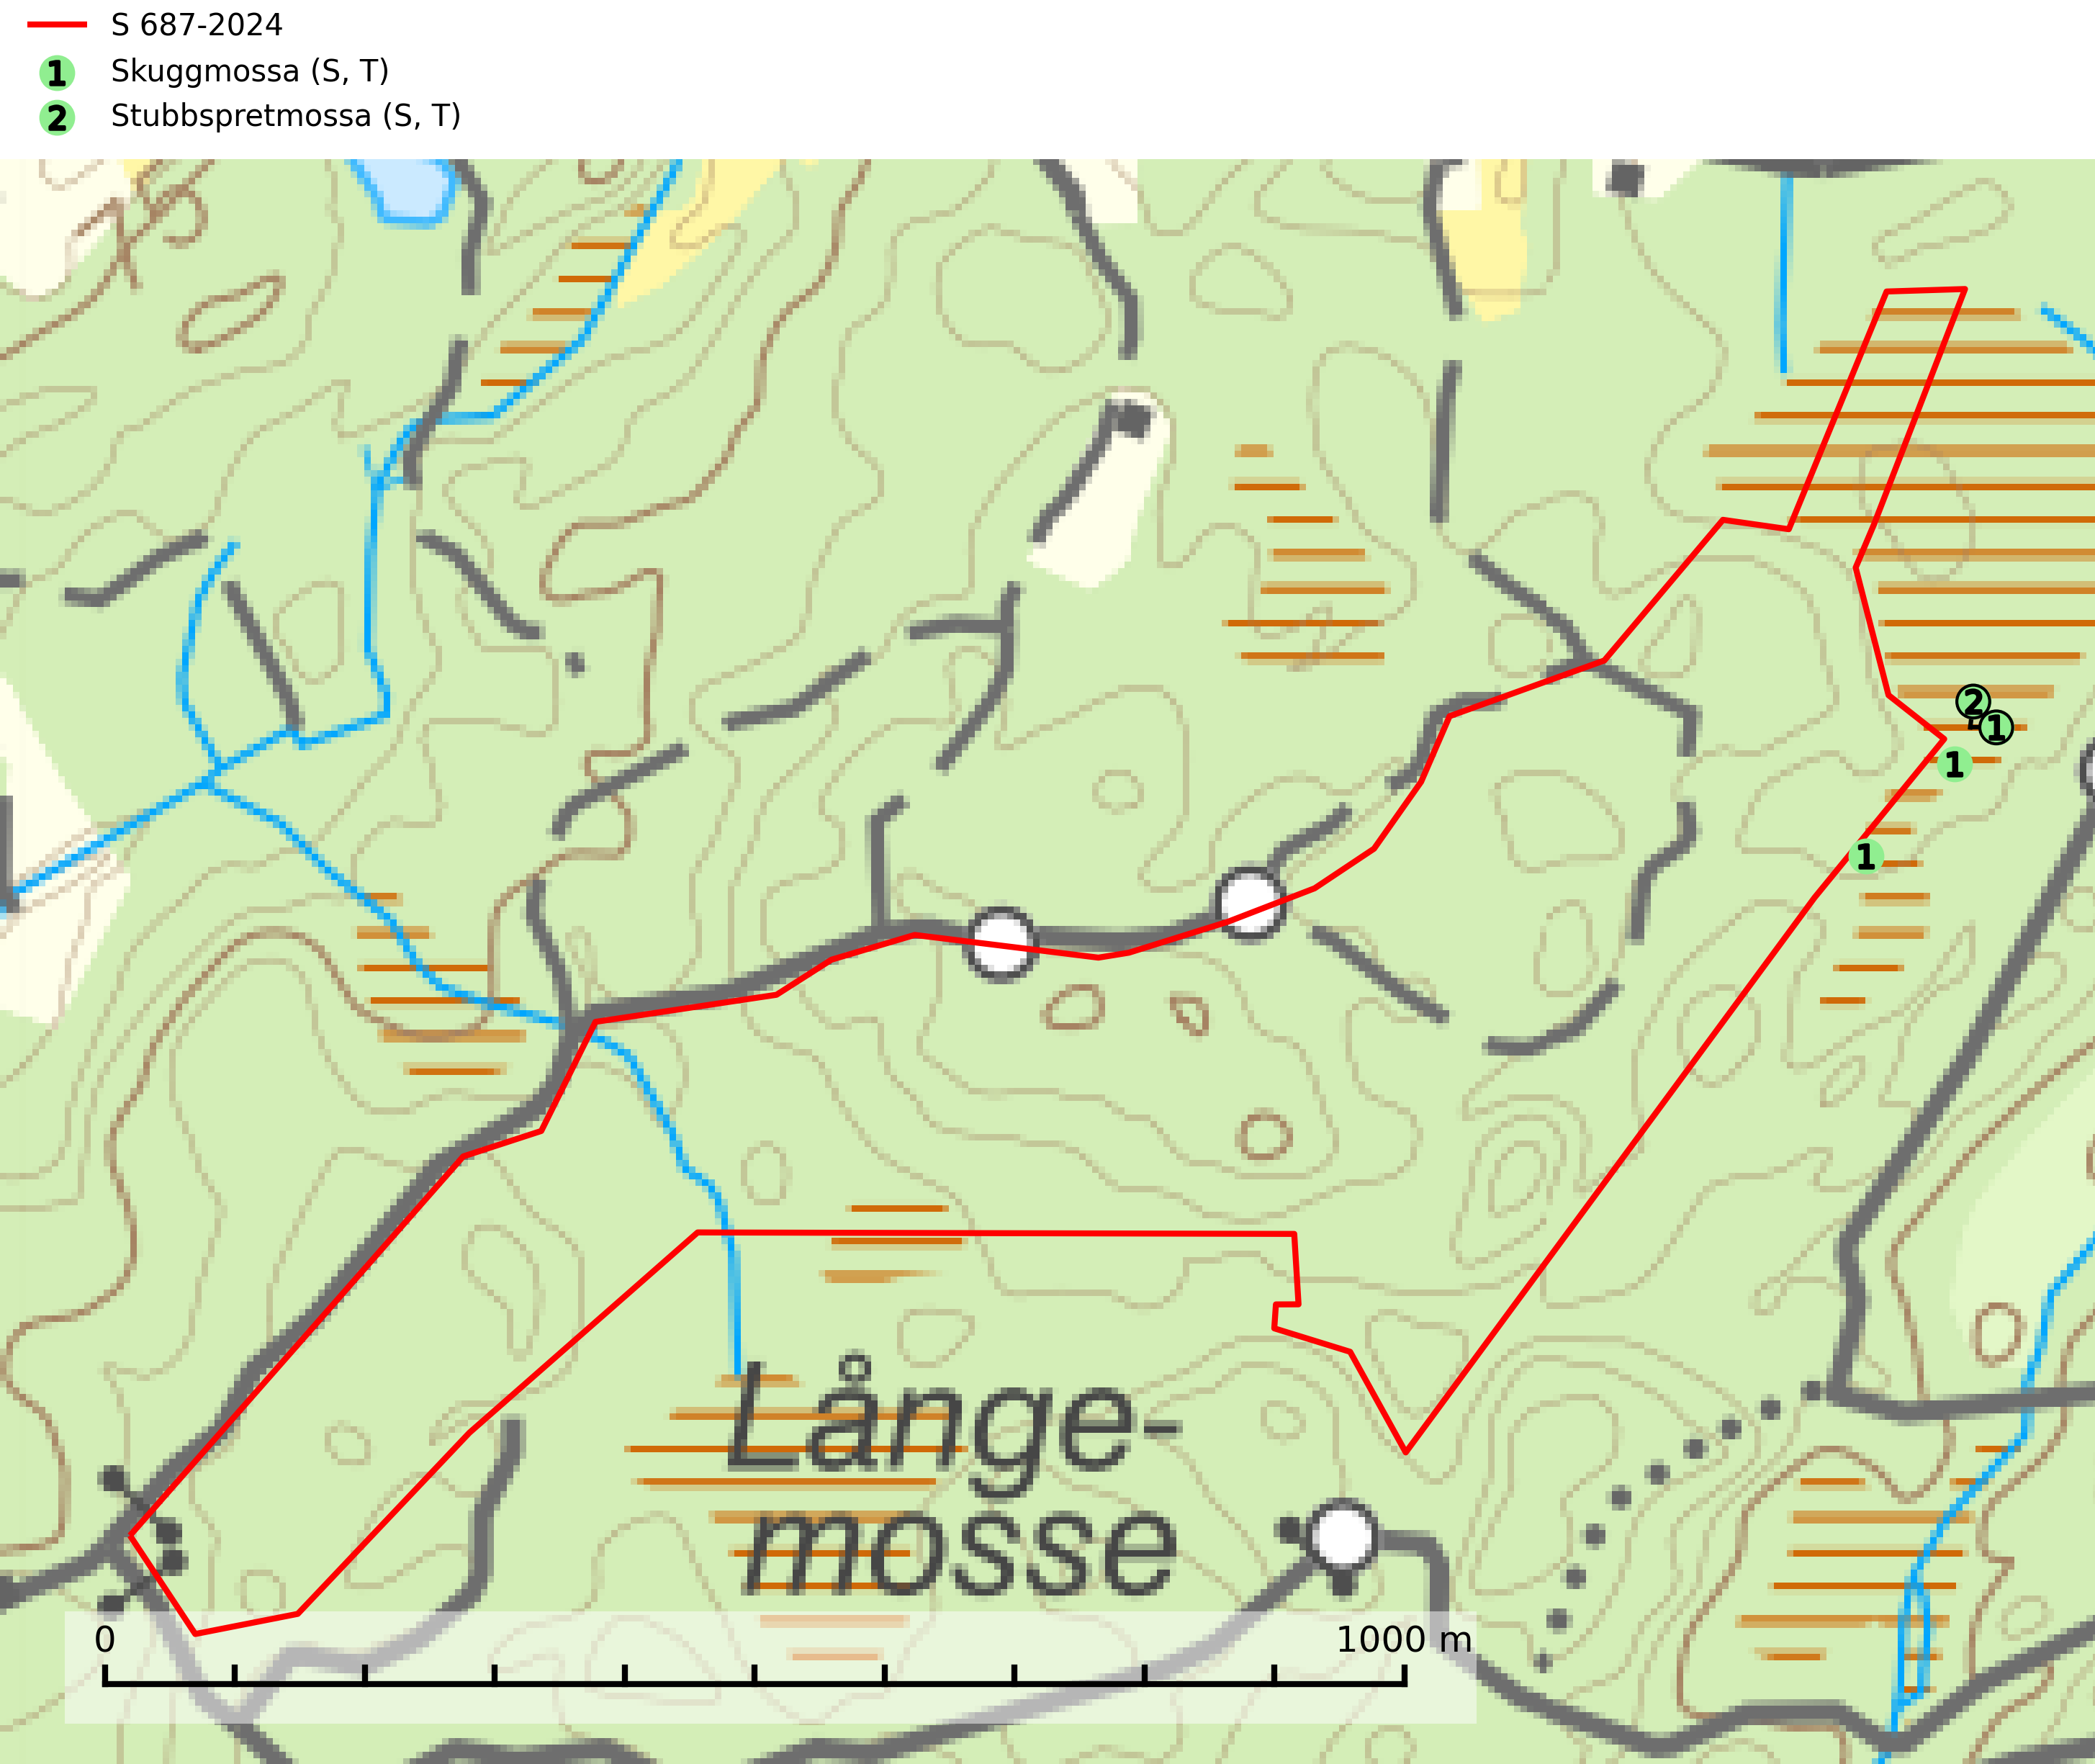 S 687-2024
1 Skuggmossa (S, T)
2 Stubbspretmossa (S, T)
2
1
1
1
Långe-
mosse
0 1000 m